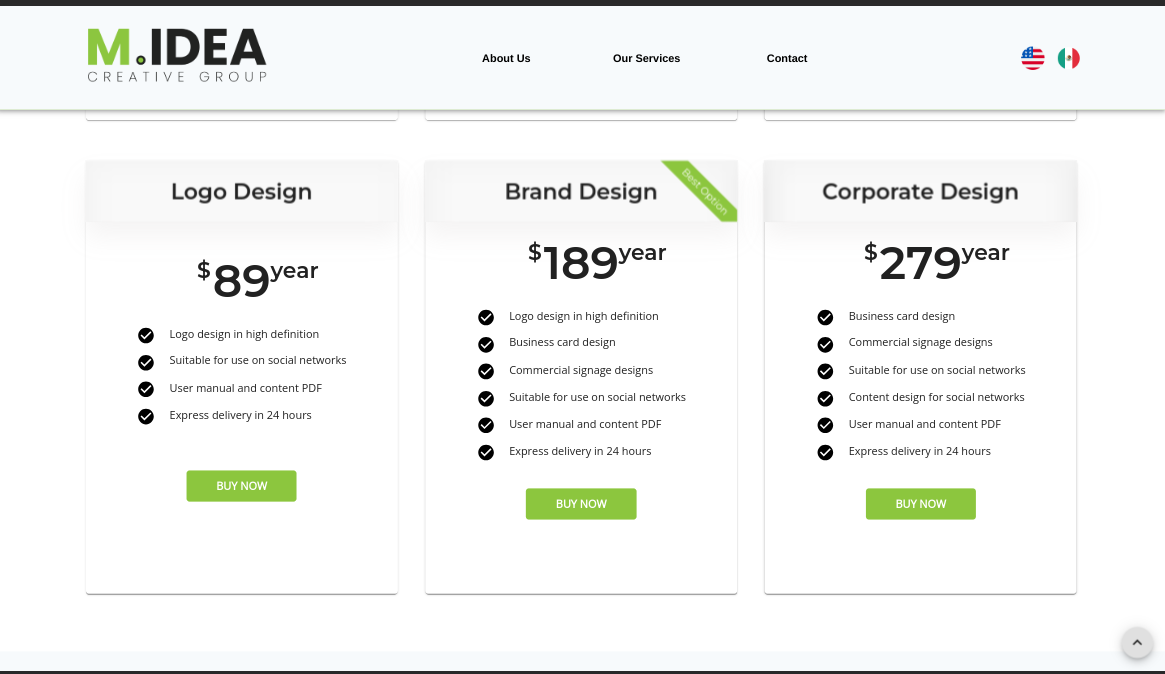 M.IDEA
CREATIVE GROUP
About Us
Our Services
Contact
Logo Design
$89year
Logo design in high definition
Suitable for use on social networks
User manual and content PDF
Express delivery in 24 hours
BUY NOW
Brand Design
Best Option
$189year
Logo design in high definition
Business card design
Commercial signage designs
Suitable for use on social networks
User manual and content PDF
Express delivery in 24 hours
BUY NOW
Corporate Design
$279year
Business card design
Commercial signage designs
Suitable for use on social networks
Content design for social networks
User manual and content PDF
Express delivery in 24 hours
BUY NOW